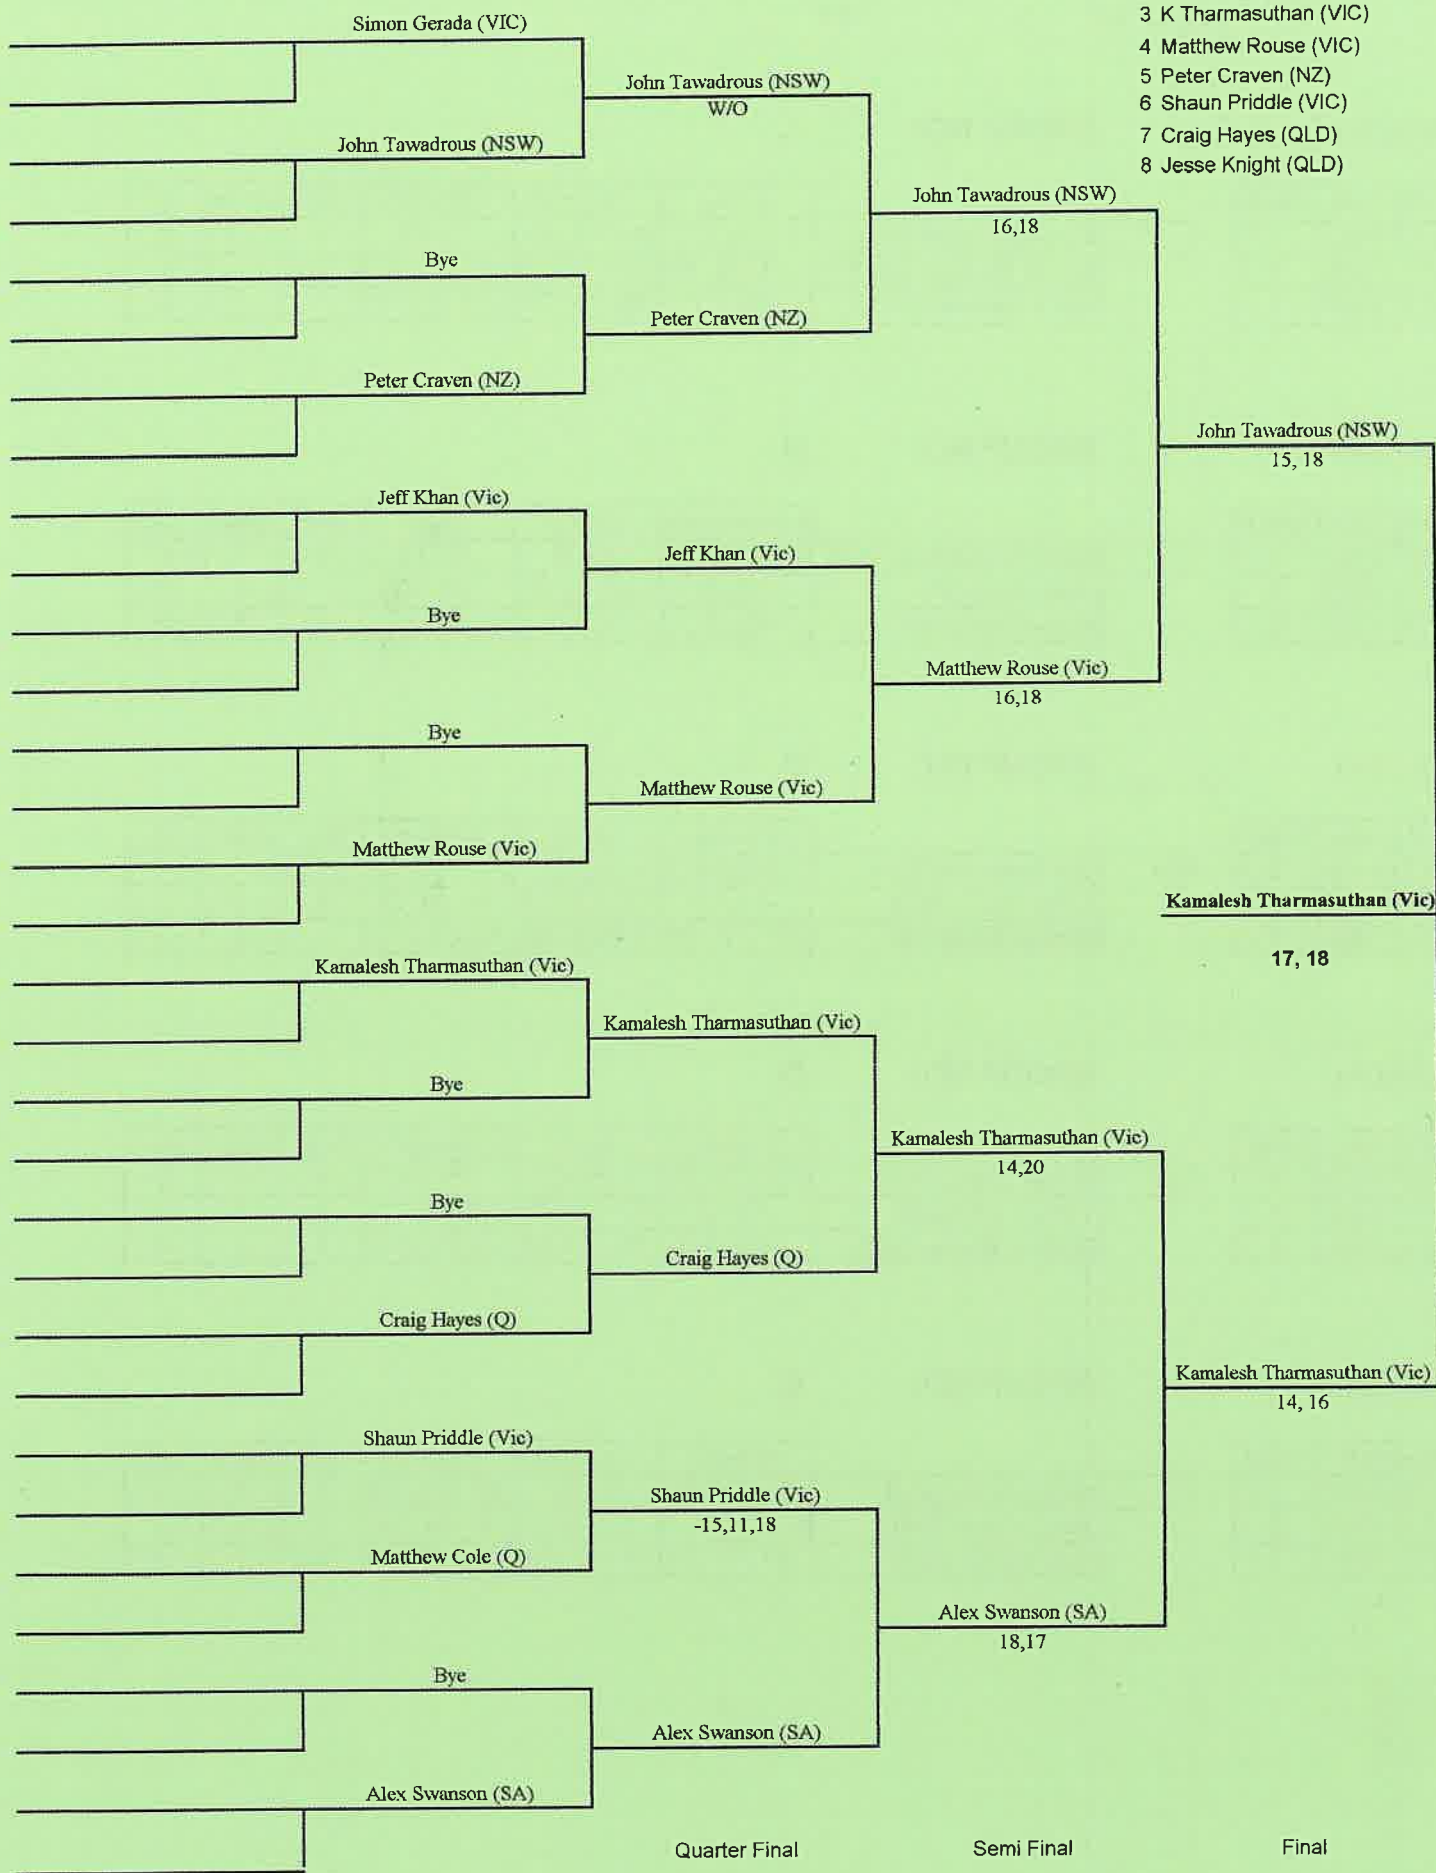 3 K Tharmasuthan (VIC)
4 Matthew Rouse (VIC)
5 Peter Craven (NZ)
6 Shaun Priddle (VIC)
7 Craig Hayes (QLD)
8 Jesse Knight (QLD)
Simon Gerada (VIC)
John Tawadrous (NSW)
W/O
John Tawadrous (NSW)
John Tawadrous (NSW)
16,18
Bye
Peter Craven (NZ)
Peter Craven (NZ)
John Tawadrous (NSW)
15, 18
Jeff Khan (Vic)
Jeff Khan (Vic)
Bye
Matthew Rouse (Vic)
16,18
Bye
Matthew Rouse (Vic)
Matthew Rouse (Vic)
Kamalesh Tharmasuthan (Vic)
17, 18
Kamalesh Tharmasuthan (Vic)
Kamalesh Tharmasuthan (Vic)
Bye
Kamalesh Tharmasuthan (Vic)
14,20
Bye
Craig Hayes (Q)
Craig Hayes (Q)
Kamalesh Tharmasuthan (Vic)
14, 16
Shaun Priddle (Vic)
Shaun Priddle (Vic)
-15,11,18
Matthew Cole (Q)
Alex Swanson (SA)
18,17
Bye
Alex Swanson (SA)
Alex Swanson (SA)
Quarter Final
Semi Final
Final